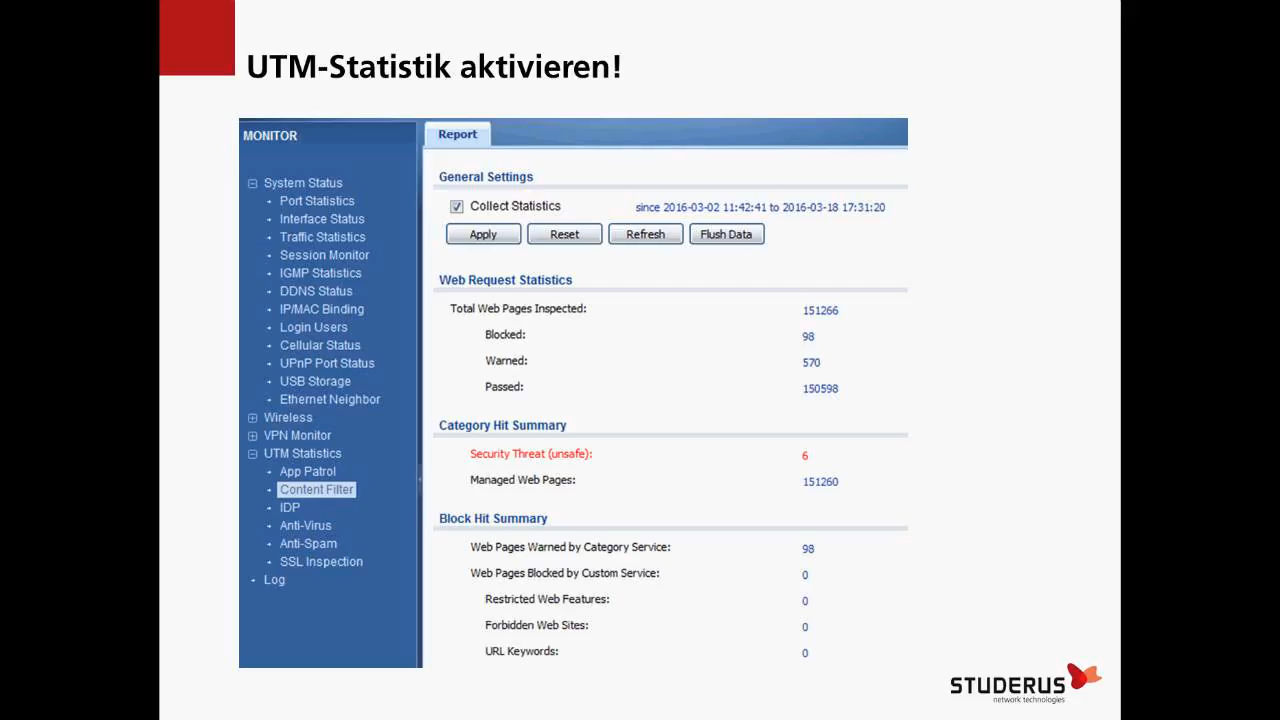 UTM-Statistik aktivieren!
MONITOR
System Status
Port Statistics
Interface Status
Traffic Statistics
Session Monitor
IGMP Statistics
DDNS Status
IP/MAC Binding
Login Users
Cellular Status
UPnP Port Status
USB Storage
Ethernet Neighbor
Wireless
VPN Monitor
UTM Statistics
App Patrol
Content Filter
IDP
Anti-Virus
Anti-Spam
SSL Inspection
Log
Report
General Settings
Collect Statistics since 2016-03-02 11:42:41 to 2016-03-18 17:31:20
Apply Reset Refresh Flush Data
Web Request Statistics
Total Web Pages Inspected: 151266
Blocked: 98
Warned: 570
Passed: 150598
Category Hit Summary
Security Threat (unsafe): 6
Managed Web Pages: 151260
Block Hit Summary
Web Pages Warned by Category Service: 98
Web Pages Blocked by Custom Service: 0
Restricted Web Features: 0
Forbidden Web Sites: 0
URL Keywords: 0
STUDERUS
network technologies